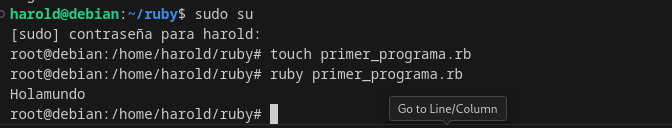 harold@debian:~/ruby$ sudo su
[sudo] contraseña para harold:
root@debian:/home/harold/ruby# touch primer_programa.rb
root@debian:/home/harold/ruby# ruby primer_programa.rb
Holamundo
root@debian:/home/harold/ruby#
Go to Line/Column